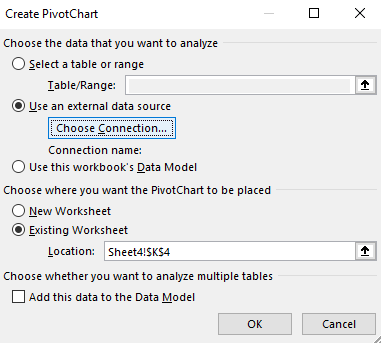 Create PivotChart
Choose the data that you want to analyze
Select a table or range
Table/Range:
Use an external data source
Choose Connection...
Connection name:
Use this workbook's Data Model
Choose where you want the PivotChart to be placed
New Worksheet
Existing Worksheet
Location: Sheet4!$K$4
Choose whether you want to analyze multiple tables
Add this data to the Data Model
OK Cancel